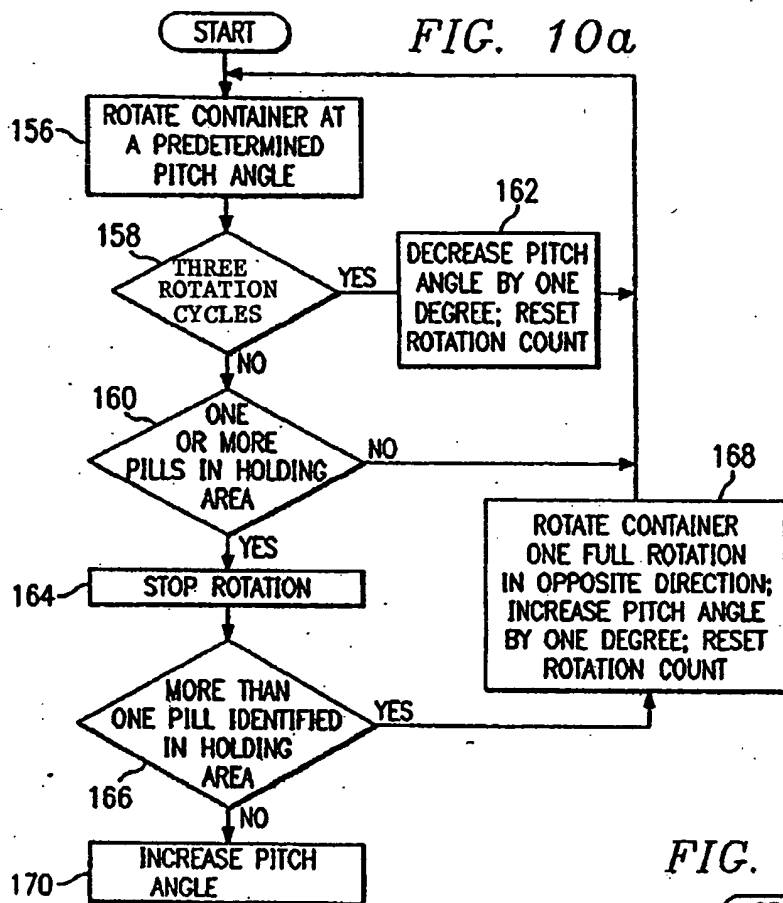 START
FIG. 10a
156
ROTATE CONTAINER AT
A PREDETERMINED
PITCH ANGLE
158
THREE
ROTATION
CYCLES
YES
162
DECREASE PITCH
ANGLE BY ONE
DEGREE; RESET
ROTATION COUNT
NO
160
ONE
OR MORE
PILLS IN HOLDING
AREA
NO
168
ROTATE CONTAINER
ONE FULL ROTATION
IN OPPOSITE DIRECTION;
INCREASE PITCH ANGLE
BY ONE DEGREE; RESET
ROTATION COUNT
YES
164
STOP ROTATION
MORE THAN
ONE PILL IDENTIFIED
IN HOLDING
AREA
YES
166
NO
170
INCREASE PITCH
ANGLE
FIG.